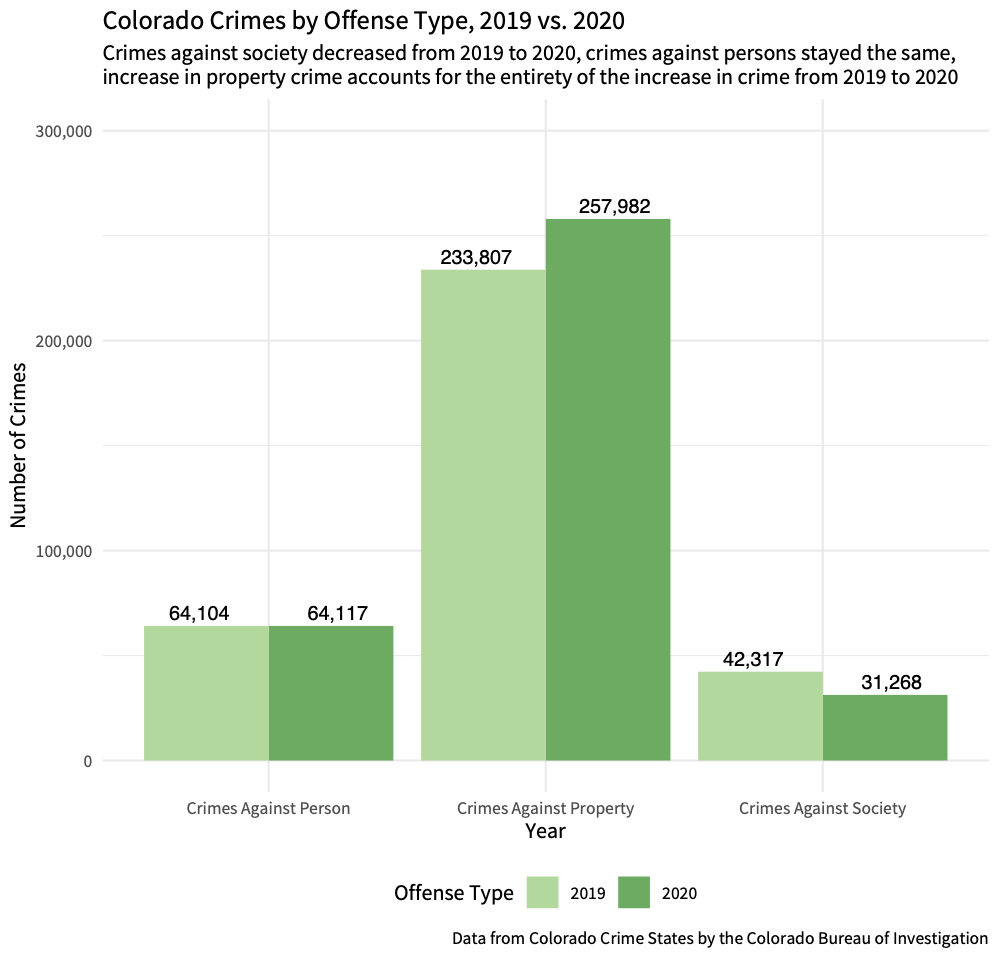 Colorado Crimes by Offense Type, 2019 vs. 2020
Crimes against society decreased from 2019 to 2020, crimes against persons stayed the same,
increase in property crime accounts for the entirety of the increase in crime from 2019 to 2020
300,000
200,000
100,000
0
Number of Crimes
64,104
64,117
233,807
257,982
42,317
31,268
Crimes Against Person
Crimes Against Property
Crimes Against Society
Year
Offense Type
2019
2020
Data from Colorado Crime States by the Colorado Bureau of Investigation